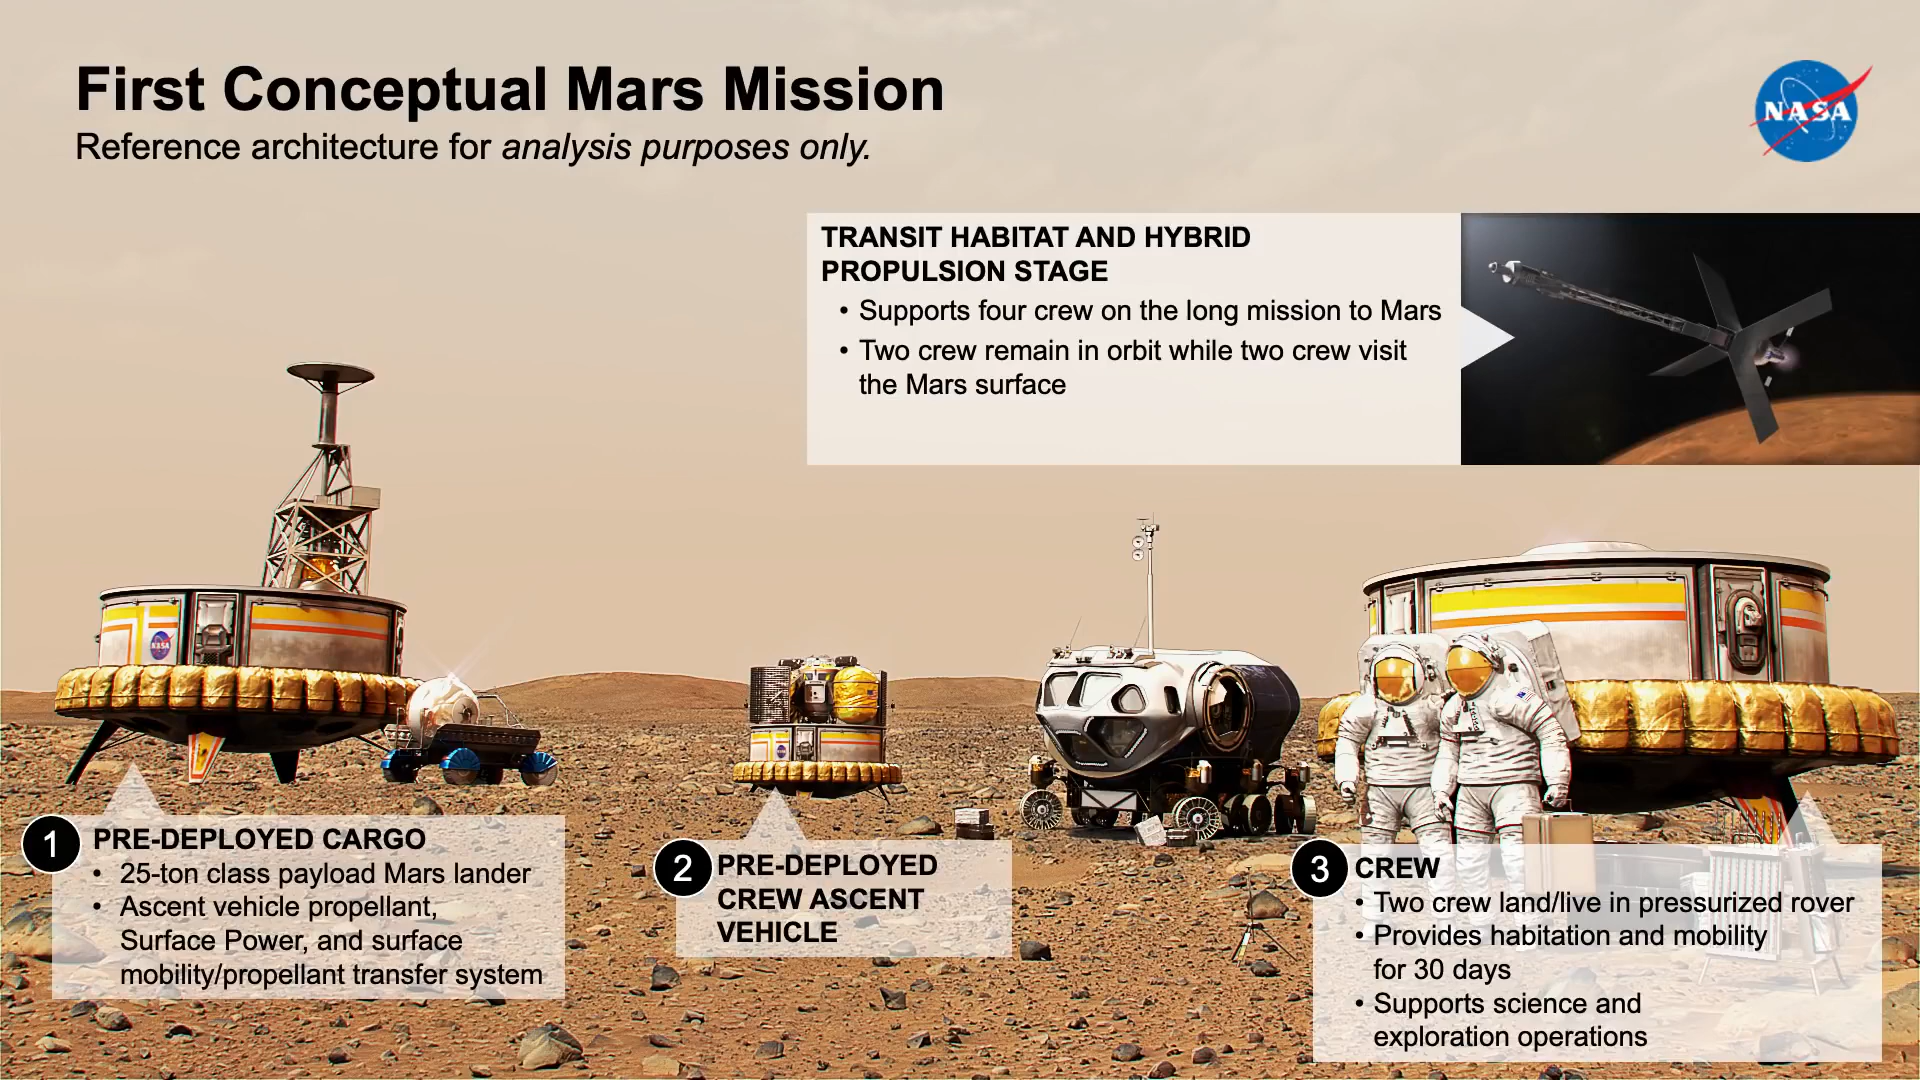 First Conceptual Mars Mission
Reference architecture for analysis purposes only.
NASA
TRANSIT HABITAT AND HYBRID
PROPULSION STAGE
• Supports four crew on the long mission to Mars
• Two crew remain in orbit while two crew visit
the Mars surface
NASA
NASA
1
PRE-DEPLOYED CARGO
• 25-ton class payload Mars lander
• Ascent vehicle propellant,
Surface Power, and surface
mobility/propellant transfer system
2
PRE-DEPLOYED
CREW ASCENT
VEHICLE
3
CREW
• Two crew land/live in pressurized rover
• Provides habitation and mobility
for 30 days
• Supports science and
exploration operations